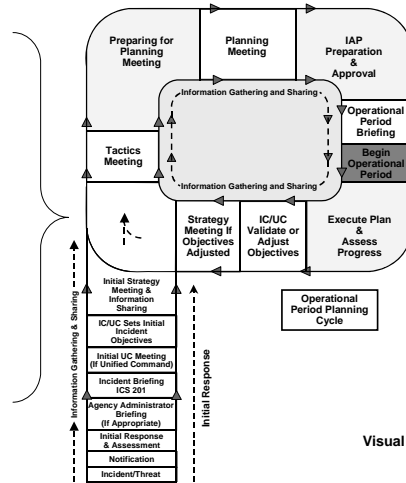 Preparing for
Planning
Meeting
Planning
Meeting
IAP
Preparation
&
Approval
Information Gathering and Sharing
Operational
Period
Briefing
Tactics
Meeting
Begin
Operational
Period
Information Gathering and Sharing
Strategy
Meeting If
Objectives
Adjusted
IC/UC
Validate or
Adjust
Objectives
Execute Plan
&
Assess
Progress
Initial Strategy
Meeting &
Information
Sharing
IC/UC Sets Initial
Incident
Objectives
Initial UC Meeting
(If Unified Command)
Incident Briefing
ICS 201
Agency Administrator
Briefing
(If Appropriate)
Initial Response
& Assessment
Notification
Incident/Threat
Information Gathering & Sharing
Initial Response
Operational
Period Planning
Cycle
Visual